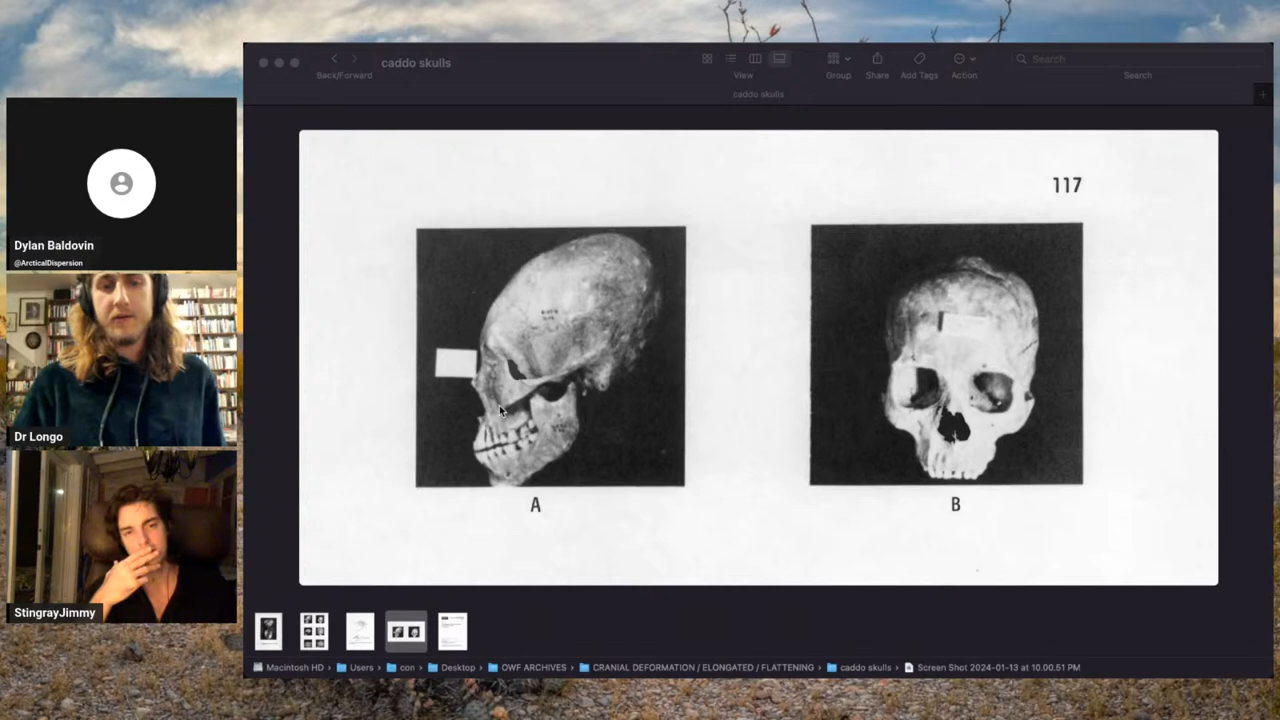 caddo skulls
Back/Forward
View
Group
Share
Add Tags
Action
Search
Search
caddo skulls
117
A
B
Dylan Baldovin
@ArcticalDispersion
Dr Longo
StingrayJimmy
Macintosh HD › Users › con › Desktop › OWF ARCHIVES › CRANIAL DEFORMATION / ELONGATED / FLATTENING › caddo skulls › Screen Shot 2024-01-13 at 10.00.51 PM